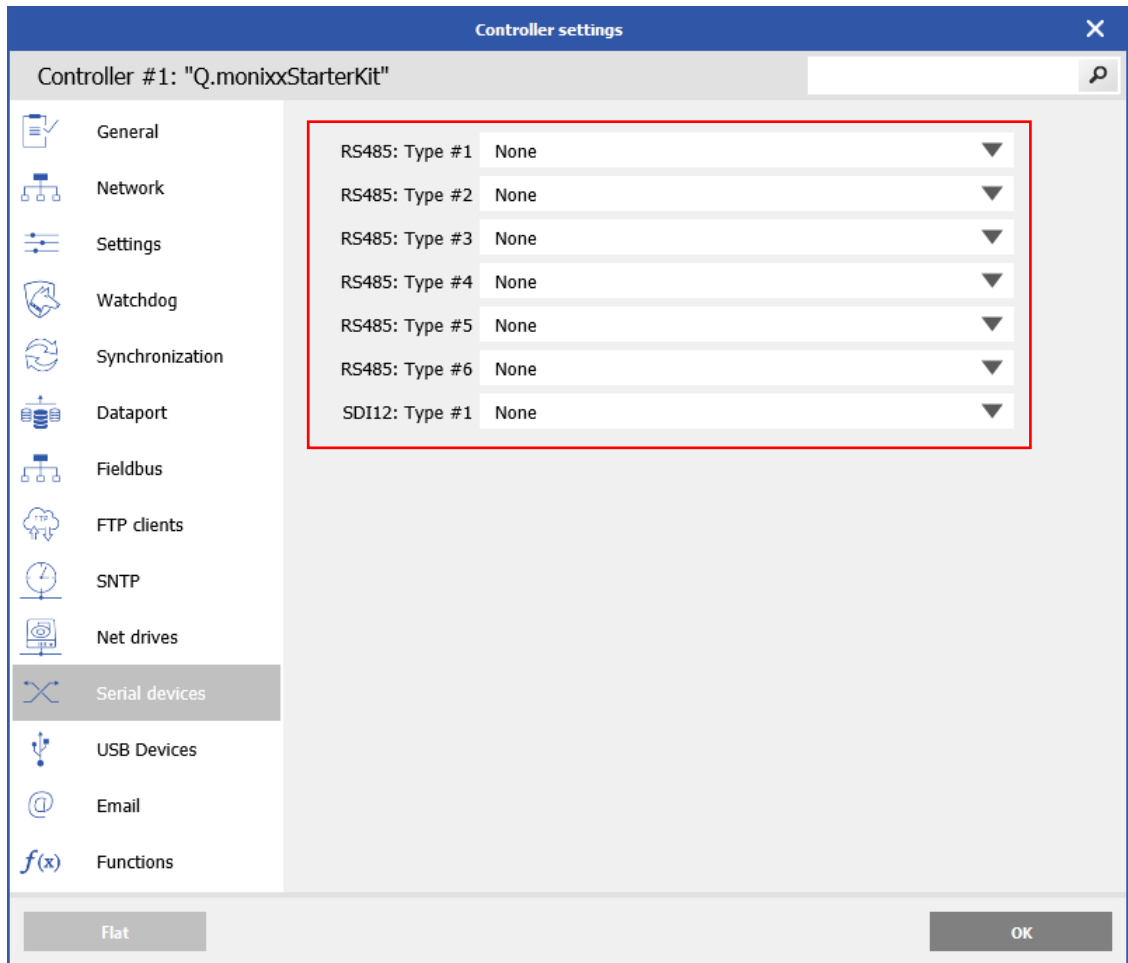 Controller settings
Controller #1: "Q.monixxStarterKit"
General
Network
Settings
Watchdog
Synchronization
Dataport
Fieldbus
FTP clients
SNTP
Net drives
Serial devices
USB Devices
Email
f(x) Functions
RS485: Type #1 None
RS485: Type #2 None
RS485: Type #3 None
RS485: Type #4 None
RS485: Type #5 None
RS485: Type #6 None
SDI12: Type #1 None
Flat
OK